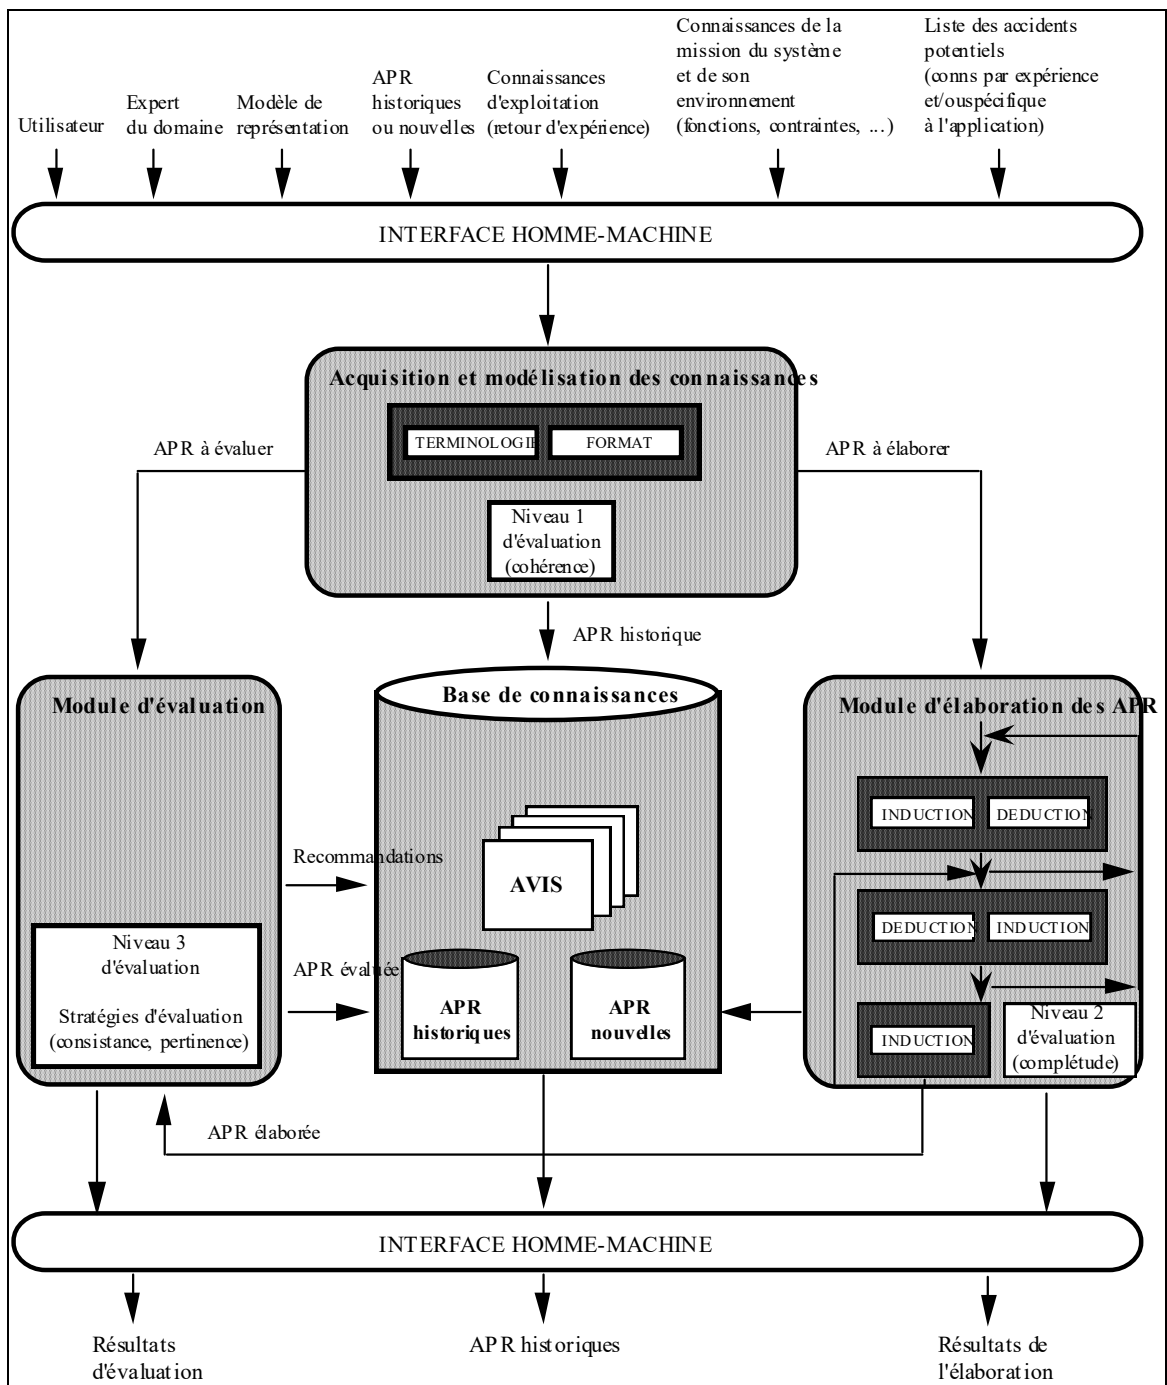 Utilisateur
Expert
du domaine
Modèle de
représentation
APR
historiques
ou nouvelles
Connaissances
d'exploitation
(retour d'expérience)
Connaissances de la
mission du système
et de son
environnement
(fonctions, contraintes, ...)
Liste des accidents
potentiels
(conns par expérience
et/ouspécifique
à l'application)
INTERFACE HOMME-MACHINE
Acquisition et modélisation des connaissances
TERMINOLOGIE
FORMAT
Niveau 1
d'évaluation
(cohérence)
APR à évaluer
APR à élaborer
APR historique
Module d'évaluation
Niveau 3
d'évaluation
Stratégies d'évaluation
(consistance, pertinence)
Recommandations
APR évaluée
Base de connaissances
AVIS
APR
historiques
APR
nouvelles
Module d'élaboration des APR
INDUCTION
DEDUCTION
DEDUCTION
INDUCTION
INDUCTION
Niveau 2
d'évaluation
(complétude)
APR élaborée
INTERFACE HOMME-MACHINE
Résultats
d'évaluation
APR historiques
Résultats de
l'élaboration